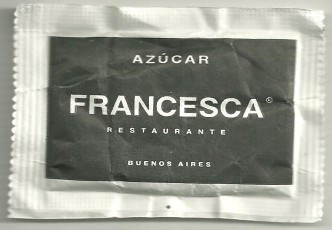 AZÚCAR
FRANCESCA©
RESTAURANTE
BUENOS AIRES